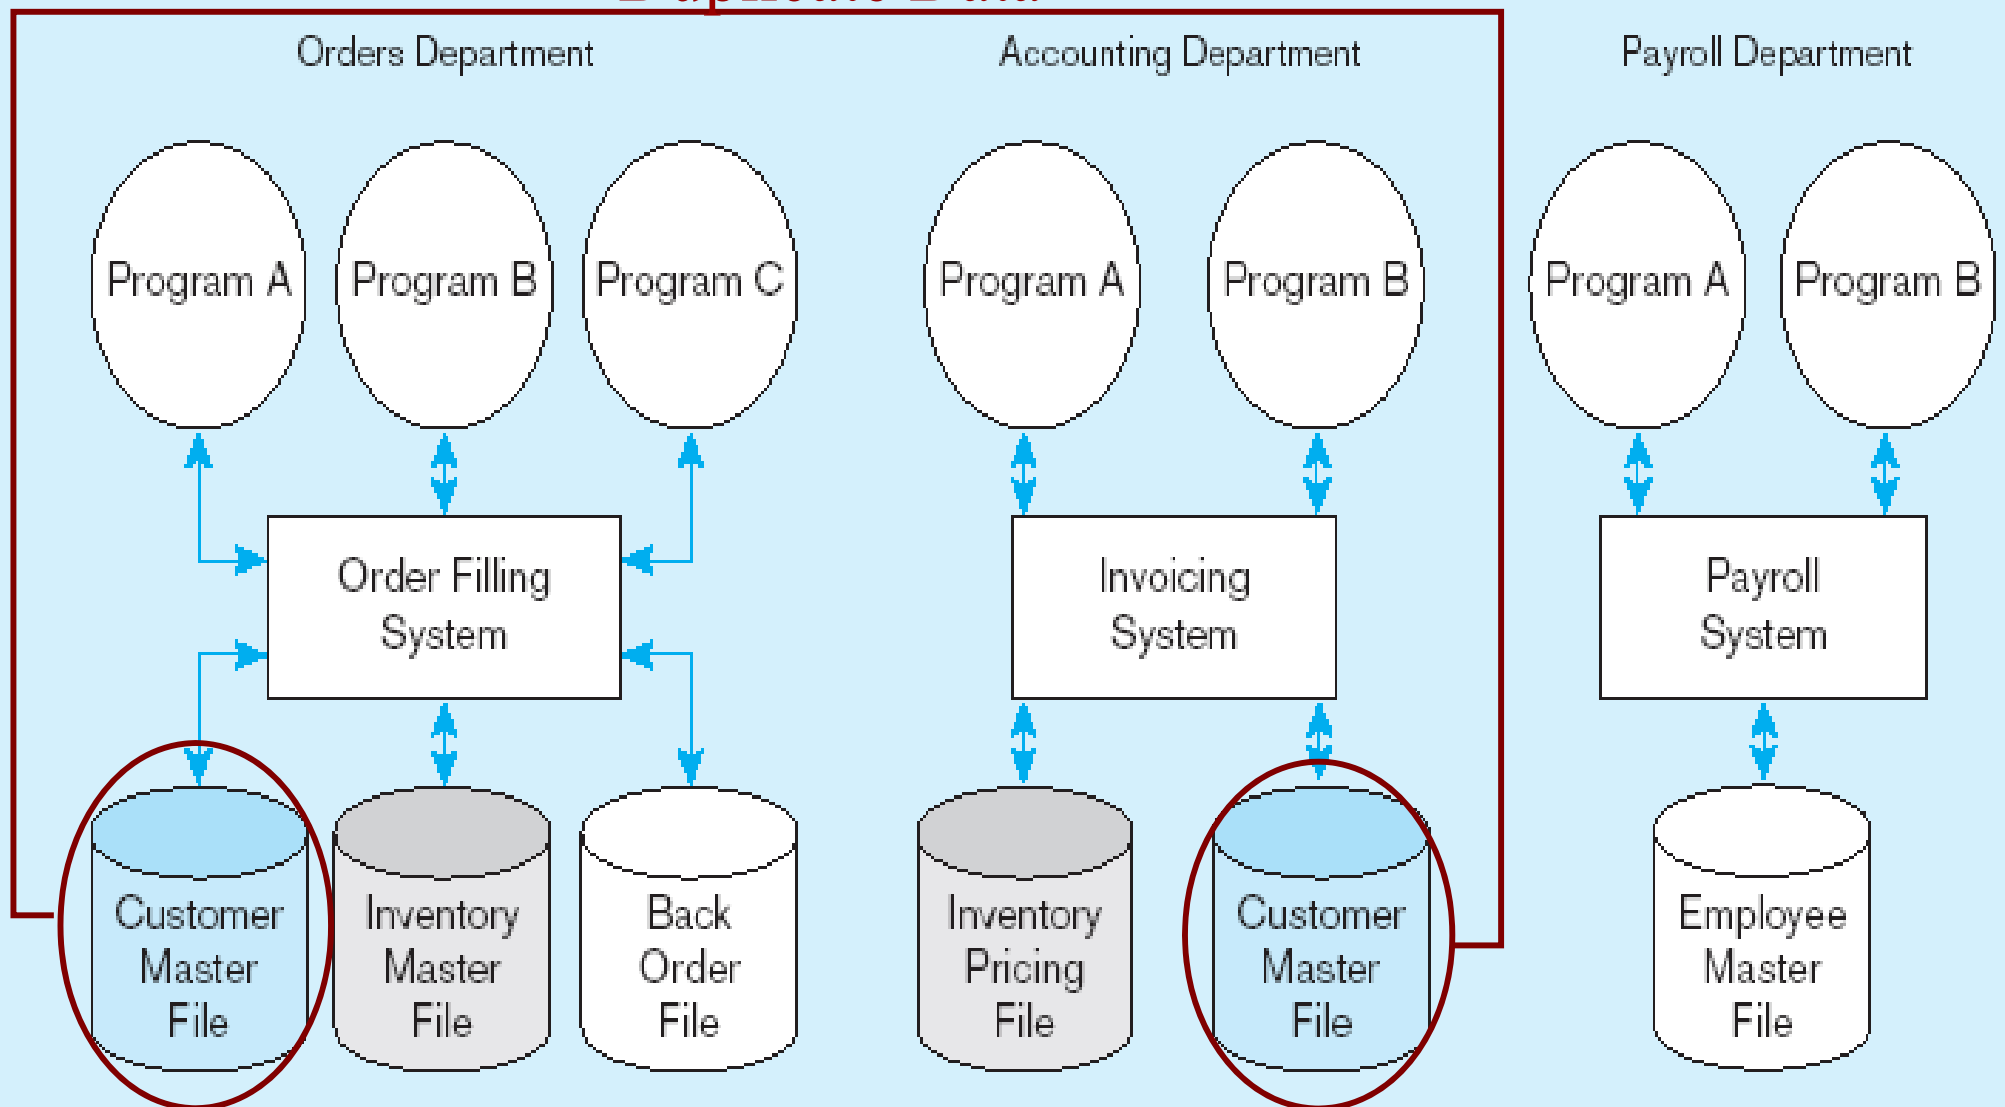 Duplicate Data
Orders Department
Accounting Department
Payroll Department
Program A
Program B
Program C
Program A
Program B
Program A
Program B
Order Filling
System
Invoicing
System
Payroll
System
Customer
Master
File
Inventory
Master
File
Back
Order
File
Inventory
Pricing
File
Customer
Master
File
Employee
Master
File